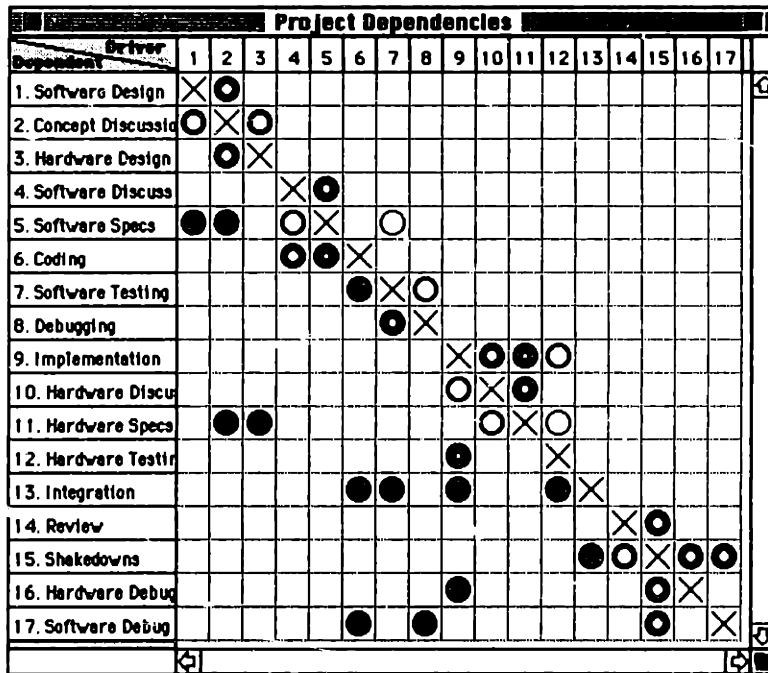 Project Dependencies
Driver
Dependent
1 2 3 4 5 6 7 8 9 10 11 12 13 14 15 16 17
1. Software Design
2. Concept Discussio
3. Hardware Design
4. Software Discuss
5. Software Specs
6. Coding
7. Software Testing
8. Debugging
9. Implementation
10. Hardware Discu
11. Hardware Specs
12. Hardware Testin
13. Integration
14. Review
15. Shakedowns
16. Hardware Debug
17. Software Debug